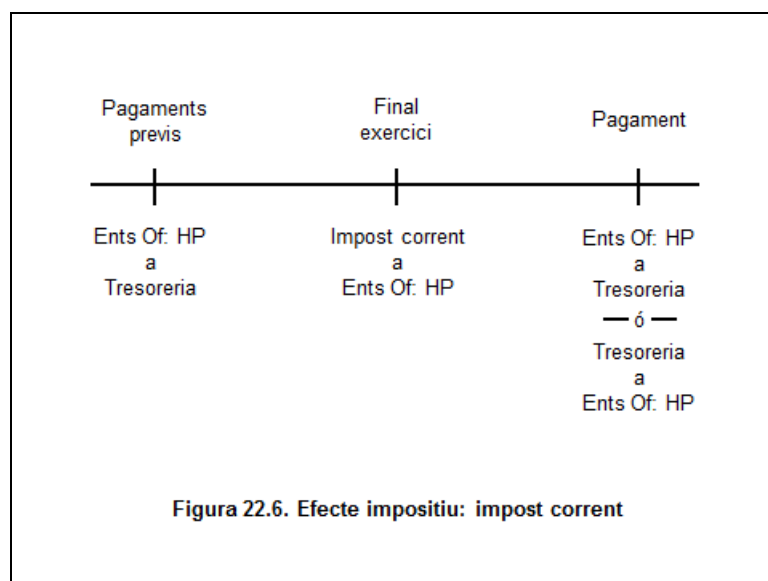 Pagaments
previs
Final
exercici
Pagament
Ents Of: HP
a
Tresoreria
Impost corrent
a
Ents Of: HP
Ents Of: HP
a
Tresoreria
— ó —
Tresoreria
a
Ents Of: HP
Figura 22.6. Efecte impositiu: impost corrent